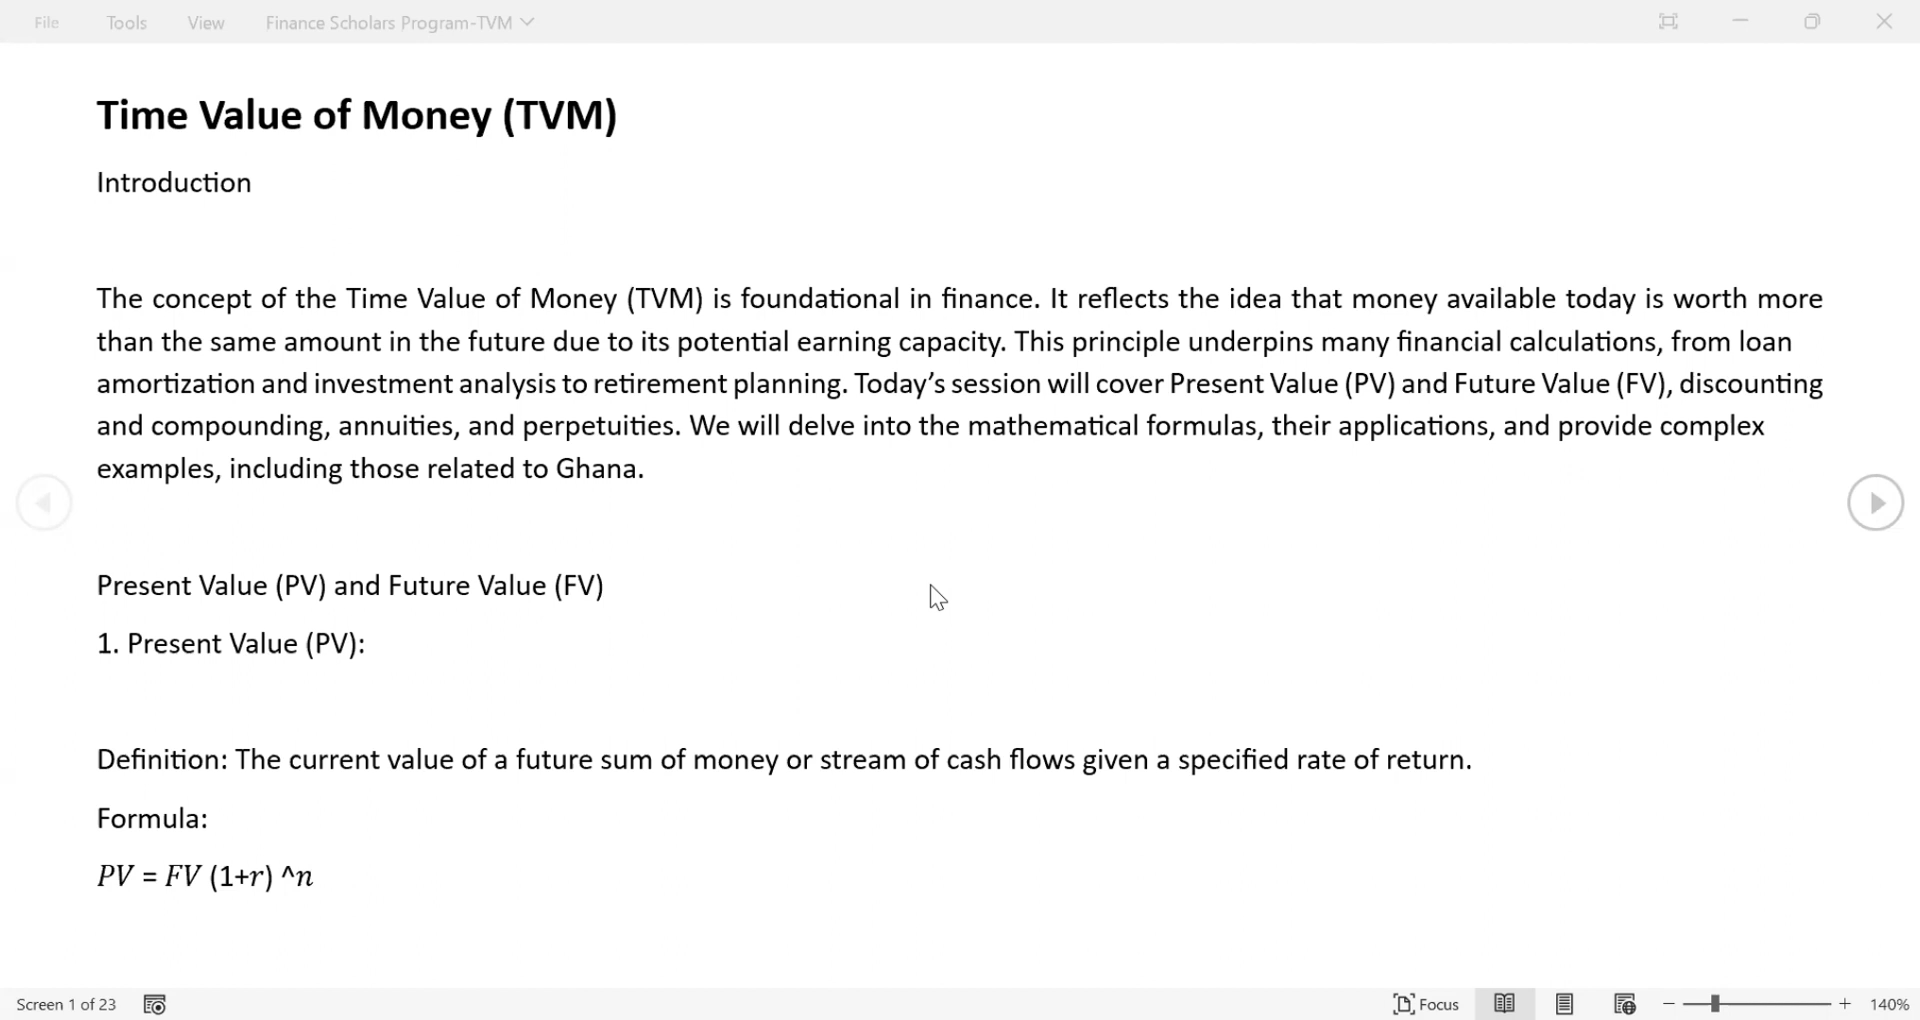 File Tools View Finance Scholars Program-TVM
Time Value of Money (TVM)
Introduction
The concept of the Time Value of Money (TVM) is foundational in finance. It reflects the idea that money available today is worth more
than the same amount in the future due to its potential earning capacity. This principle underpins many financial calculations, from loan
amortization and investment analysis to retirement planning. Today’s session will cover Present Value (PV) and Future Value (FV), discounting
and compounding, annuities, and perpetuities. We will delve into the mathematical formulas, their applications, and provide complex
examples, including those related to Ghana.
Present Value (PV) and Future Value (FV)
1. Present Value (PV):
Definition: The current value of a future sum of money or stream of cash flows given a specified rate of return.
Formula:
PV = FV (1+r) ^n
Screen 1 of 23 Focus 140%